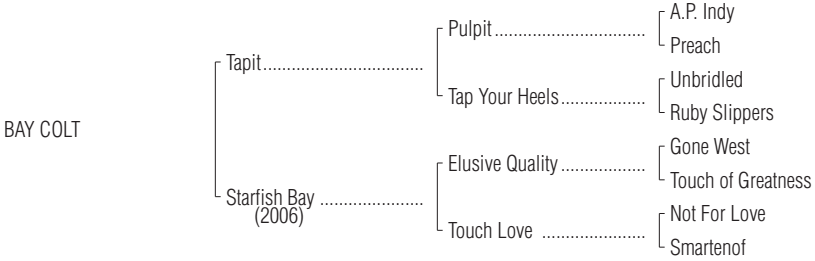 A.P. Indy
Pulpit................................
Preach
Tapit..................................
Unbridled
Tap Your Heels..................
Ruby Slippers
BAY COLT
Gone West
Elusive Quality..................
Touch of Greatness
Starfish Bay ......................
(2006)
Not For Love
Touch Love ......................
Smartenof